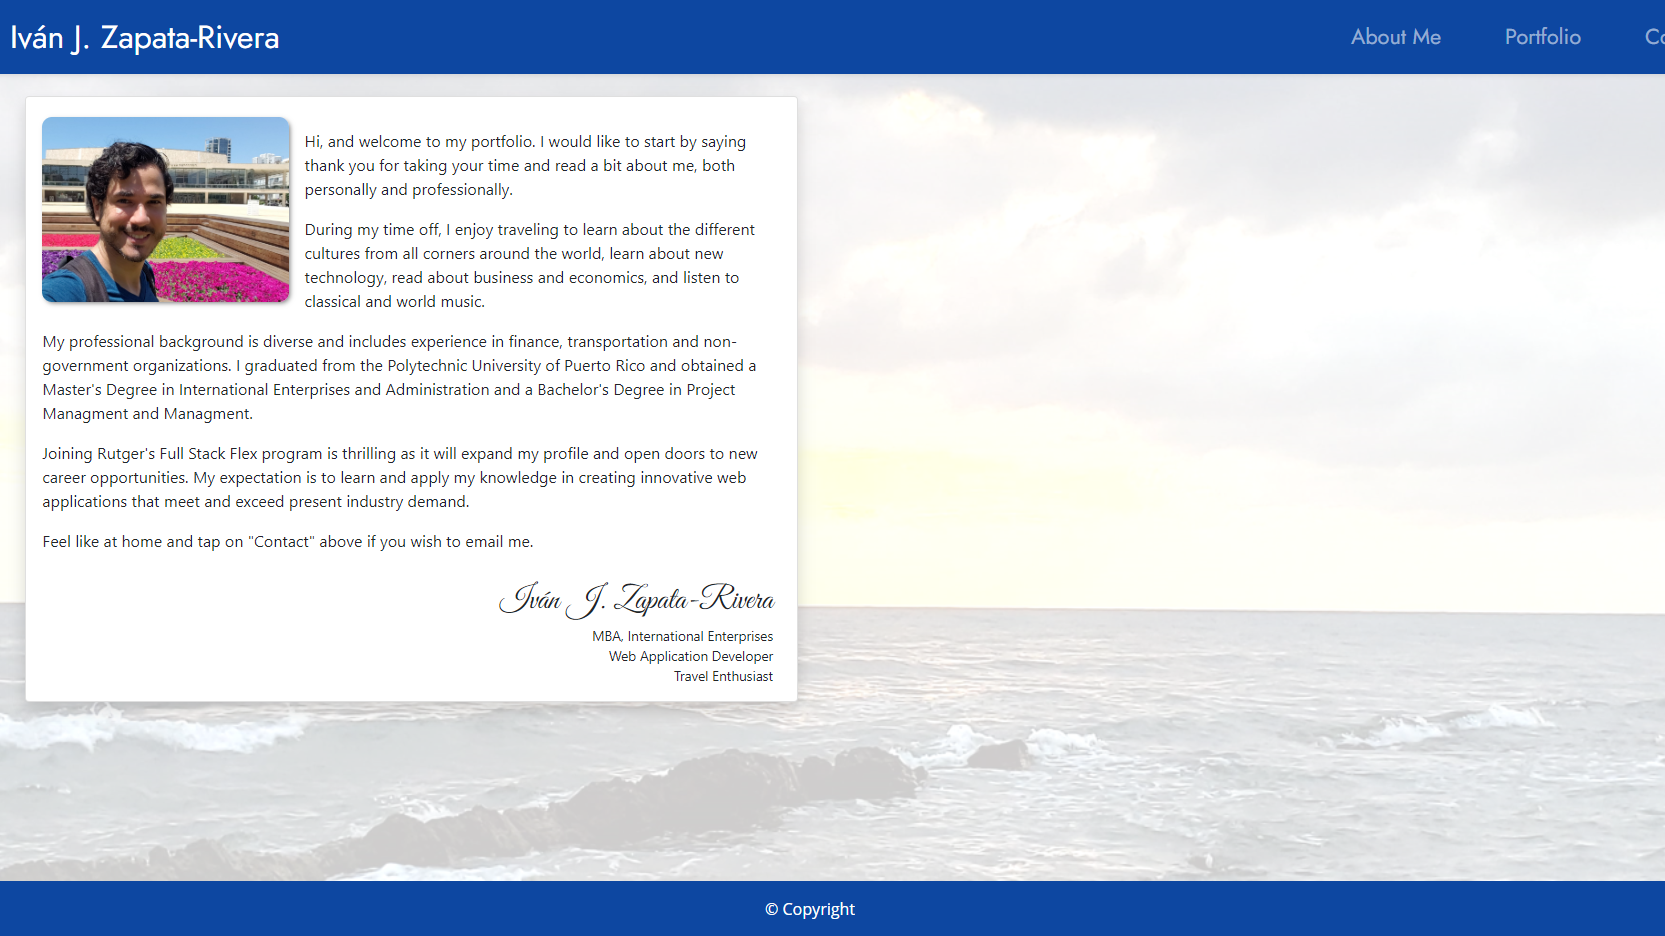 Iván J. Zapata-Rivera
About Me Portfolio
Hi, and welcome to my portfolio. I would like to start by saying
thank you for taking your time and read a bit about me, both
personally and professionally.
During my time off, I enjoy traveling to learn about the different
cultures from all corners around the world, learn about new
technology, read about business and economics, and listen to
classical and world music.
My professional background is diverse and includes experience in finance, transportation and non-
government organizations. I graduated from the Polytechnic University of Puerto Rico and obtained a
Master's Degree in International Enterprises and Administration and a Bachelor's Degree in Project
Managment and Managment.
Joining Rutger's Full Stack Flex program is thrilling as it will expand my profile and open doors to new
career opportunities. My expectation is to learn and apply my knowledge in creating innovative web
applications that meet and exceed present industry demand.
Feel like at home and tap on "Contact" above if you wish to email me.
Iván J. Zapata-Rivera
MBA, International Enterprises
Web Application Developer
Travel Enthusiast
© Copyright